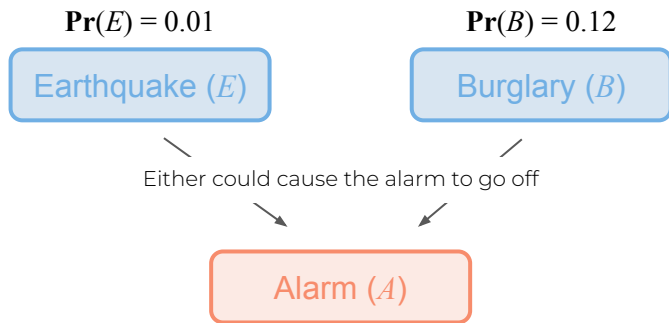 Pr(E) = 0.01
Pr(B) = 0.12
Earthquake (E)
Burglary (B)
Either could cause the alarm to go off
Alarm (A)